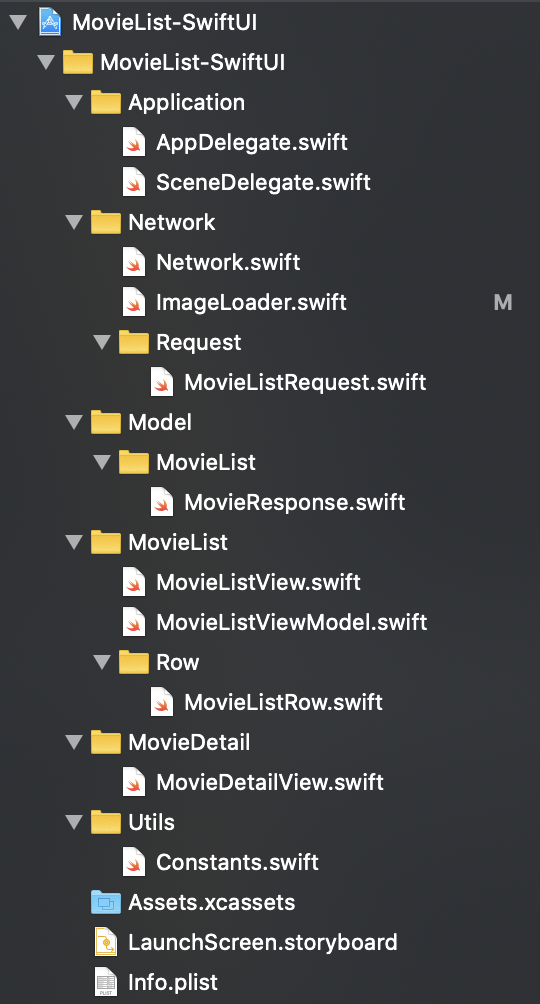 MovieList-SwiftUI
MovieList-SwiftUI
Application
AppDelegate.swift
SceneDelegate.swift
Network
Network.swift
ImageLoader.swift M
Request
MovieListRequest.swift
Model
MovieList
MovieResponse.swift
MovieList
MovieListView.swift
MovieListViewModel.swift
Row
MovieListRow.swift
MovieDetail
MovieDetailView.swift
Utils
Constants.swift
Assets.xcassets
LaunchScreen.storyboard
Info.plist